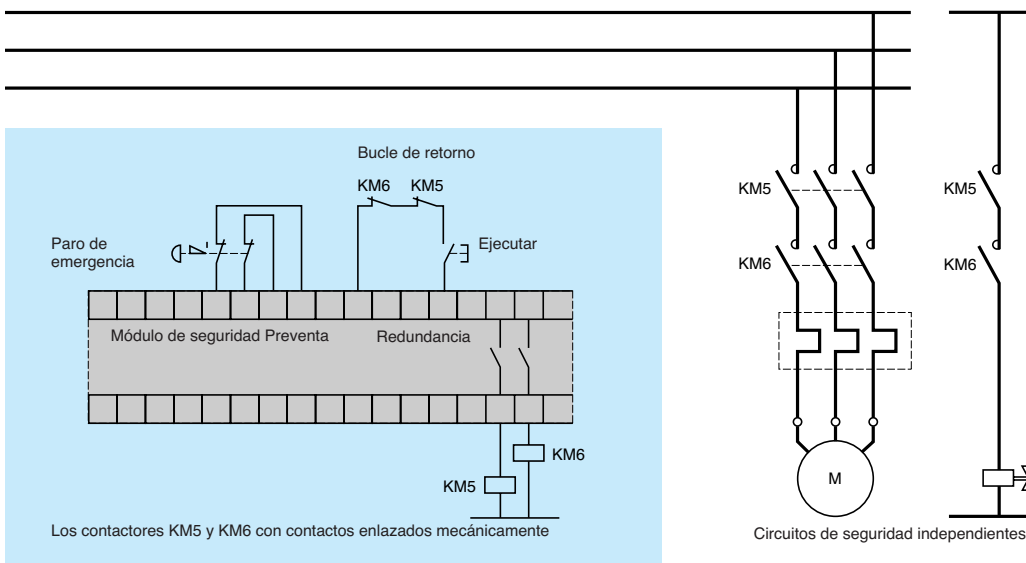 Bucle de retorno
KM6 KM5
Paro de
emergencia
Ejecutar
Módulo de seguridad Preventa
Redundancia
KM6
KM5
Los contactores KM5 y KM6 con contactos enlazados mecánicamente
KM5
KM5
KM6
KM6
M
Circuitos de seguridad independientes